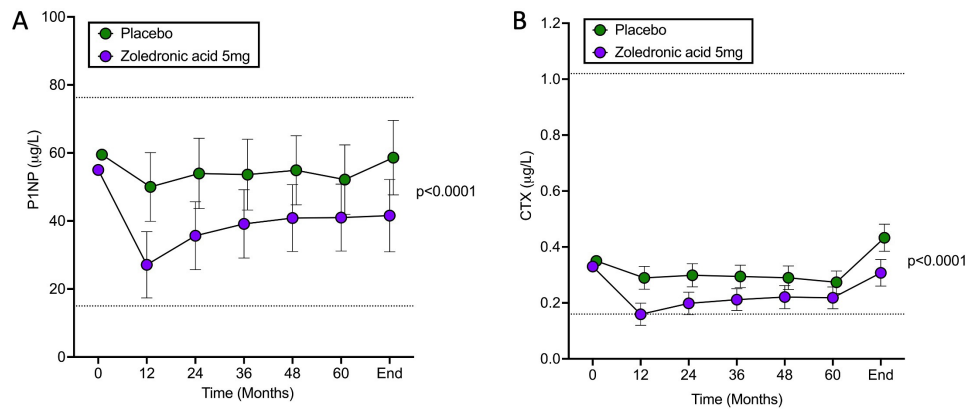 A
Placebo
Zoledronic acid 5mg
100
80
60
40
20
0
P1NP (μg/L)
0 12 24 36 48 60 End
Time (Months)
p<0.0001
B
Placebo
Zoledronic acid 5mg
1.2
1.0
0.8
0.6
0.4
0.2
0.0
CTX (μg/L)
0 12 24 36 48 60 End
Time (Months)
p<0.0001